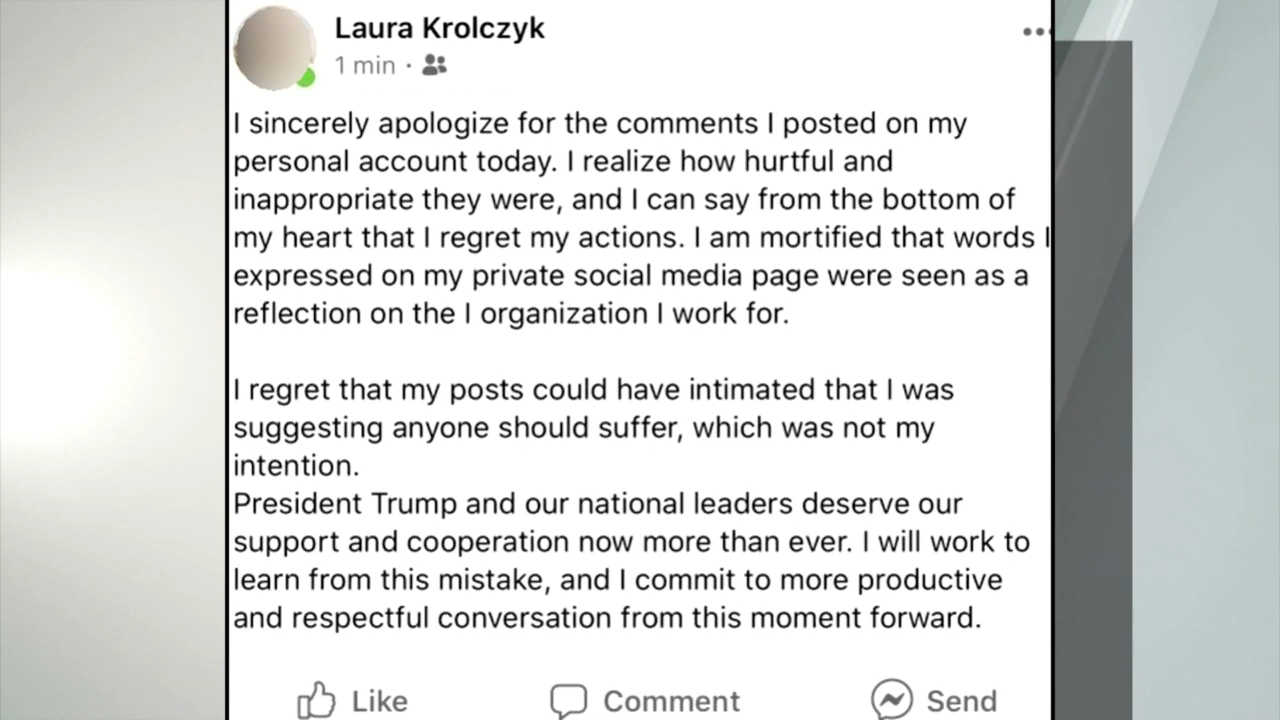 Laura Krolczyk
1 min ·
I sincerely apologize for the comments I posted on my
personal account today. I realize how hurtful and
inappropriate they were, and I can say from the bottom of
my heart that I regret my actions. I am mortified that words I
expressed on my private social media page were seen as a
reflection on the I organization I work for.
I regret that my posts could have intimated that I was
suggesting anyone should suffer, which was not my
intention.
President Trump and our national leaders deserve our
support and cooperation now more than ever. I will work to
learn from this mistake, and I commit to more productive
and respectful conversation from this moment forward.
Like Comment Send